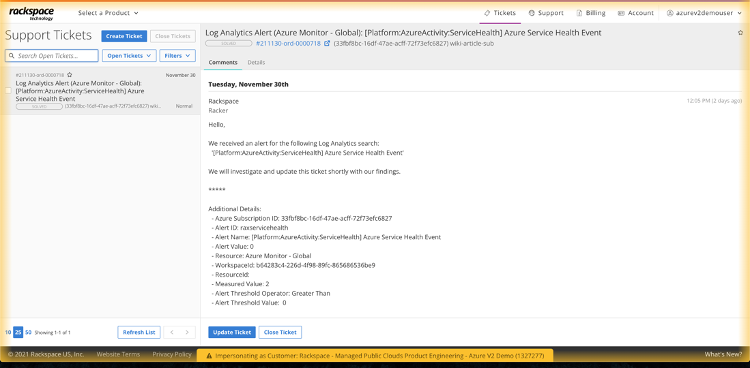 rackspace
technology
Select a Product
Tickets
Support
Billing
Account
azurev2demouser
Support Tickets
Create Ticket
Close Tickets
Search Open Tickets...
Open Tickets
Filters
#211130-ord-0000718
November 30
Log Analytics Alert (Azure Monitor - Global):
[Platform:AzureActivity:ServiceHealth] Azure
Service Health Event
Normal
10 25 50 Showing 1-1 of 1
Refresh List
Log Analytics Alert (Azure Monitor - Global): [Platform:AzureActivity:ServiceHealth] Azure Service Health Event
#211130-ord-0000718 (33fbf8bc-16df-47ae-acff-72f73efc6827) wiki-article-sub
Comments Details
Tuesday, November 30th
Rackspace
12:05 PM (2 days ago)
Racker
Hello,
We received an alert for the following Log Analytics search:
'[Platform:AzureActivity:ServiceHealth] Azure Service Health Event'
We will investigate and update this ticket shortly with our findings.
*****
Additional Details:
- Azure Subscription ID: 33fbf8bc-16df-47ae-acff-72f73efc6827
- Alert ID: raxservicehealth
- Alert Name: [Platform:AzureActivity:ServiceHealth] Azure Service Health Event
- Alert Value: 0
- Resource: Azure Monitor - Global
- WorkspaceId: b64283c4-226d-4f98-89fc-865686536be9
- ResourceId:
- Measured Value: 2
- Alert Threshold Operator: Greater Than
- Alert Threshold Value: 0
Update Ticket
Close Ticket
© 2021 Rackspace US, Inc.
Website Terms
Privacy Policy
Impersonating as Customer: Rackspace - Managed Public Clouds Product Engineering - Azure V2 Demo (1327277)
What's New?